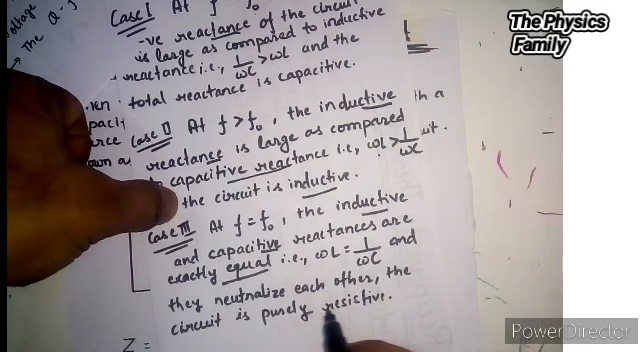 The Physics
Family
Voltage
→ The Q-f
Case I At f
-ve reactance of the circuit
is large as compared to inductive
reactance i.e., 1/ωC > ωL and the
total reactance is capacitive.
Case II At f > f₀, the inductive
reactance is large as compared
capacitive reactance i.e., ωL > 1/ωC
the circuit is inductive.
Case III At f = f₀, the inductive
and capacitive reactances are
exactly equal i.e., ωL = 1/ωC and
they neutralize each other, the
circuit is purely resistive.
Z =
PowerDirector